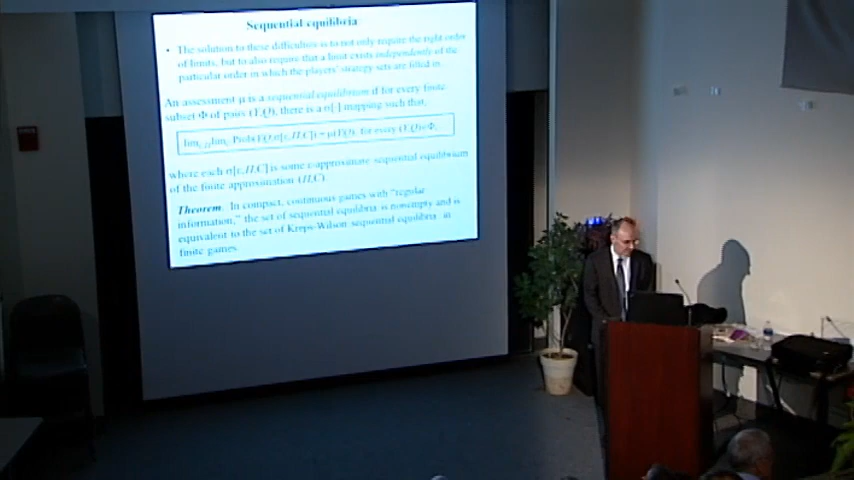 Sequential equilibria
• The solution to these difficulties is to not only require the right order
of limits, but to also require that a limit exists independently of the
particular order in which the players' strategy sets are filled in.
An assessment μ is a sequential equilibrium if for every finite
subset Φ of pairs (Y,Q), there is a σ[·] mapping such that,
for every (Y,Q)∈Φ,
where each σ[ε,Π,C] is some ε-approximate sequential equilibrium
of the finite approximation (Π,C).
Theorem. In compact, continuous games with "regular
information," the set of sequential equilibria is nonempty and is
equivalent to the set of Kreps-Wilson sequential equilibria in
finite games.